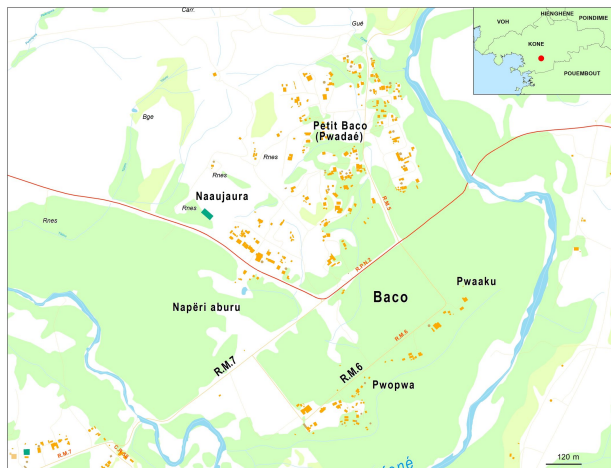 Carr.
Gué
HIENGHENE
VOH
POINDIMIE
KONE
POUEMBOUT
Bge
Petit Baco
(Pwadaé)
Rnes
Rnes
Naaujaura
Rnes
Rnes
R.M.5
R.P.N.2
Pwaaku
Baco
Napëri aburu
R.M.6
R.M.7
R.M.6
Pwopwa
R.M.7
120 m